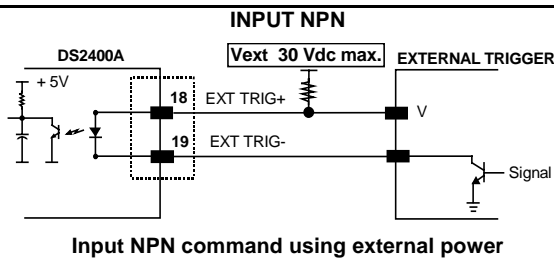 INPUT NPN
DS2400A
Vext 30 Vdc max.
EXTERNAL TRIGGER
+ 5V
18 EXT TRIG+
V
19 EXT TRIG-
Signal
Input NPN command using external power